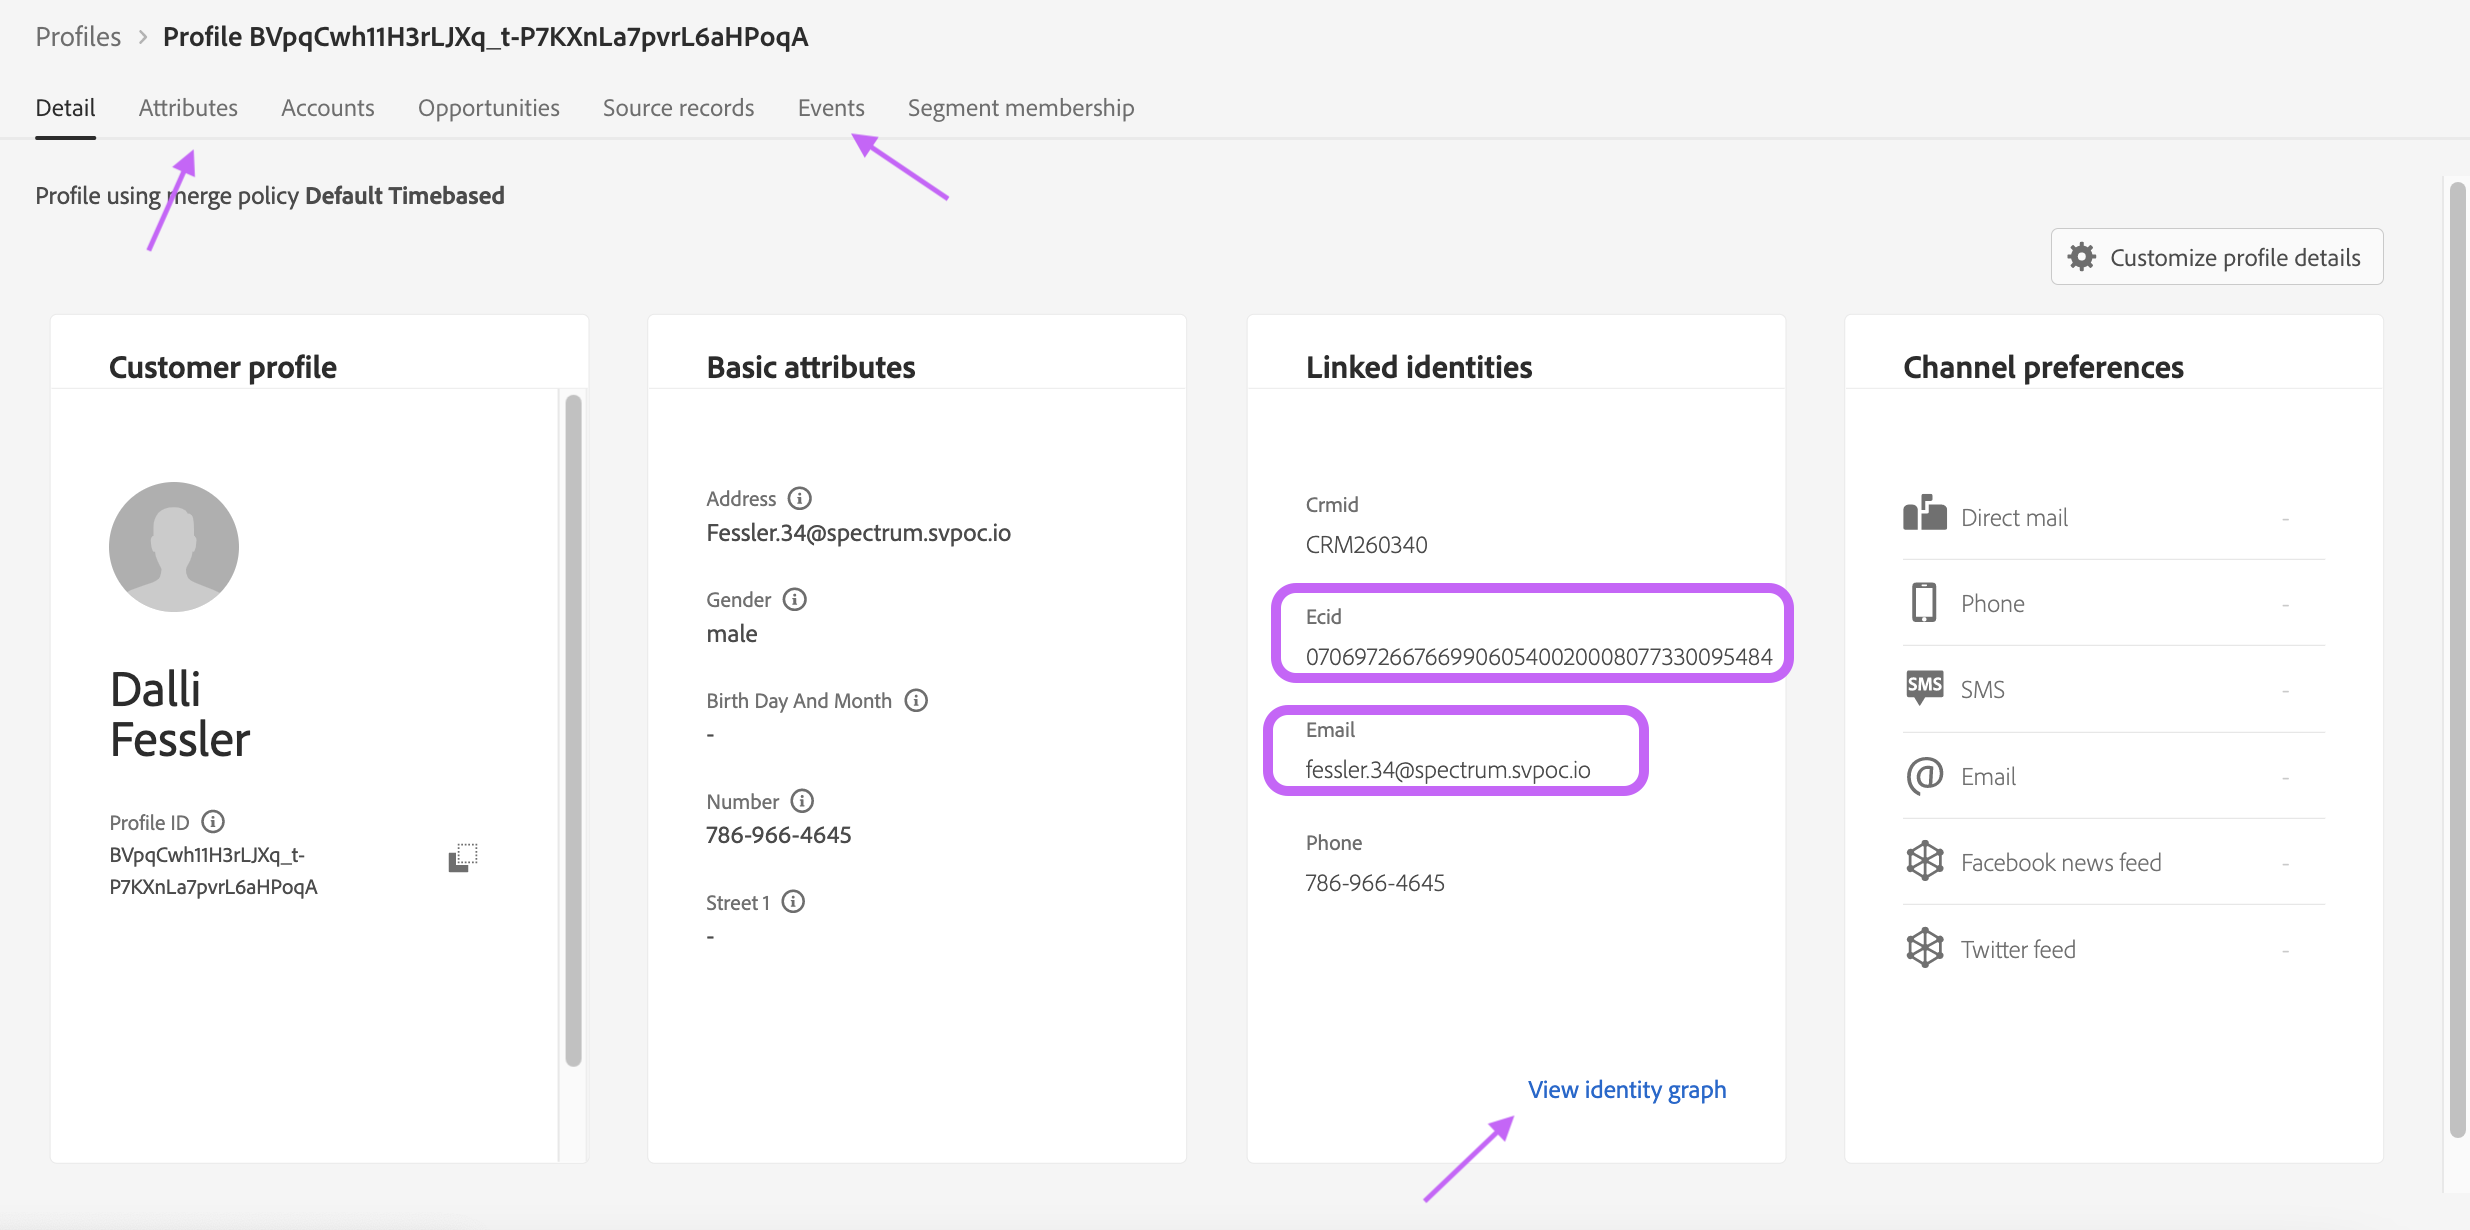 Profiles > Profile BVpqCwh11H3rLJXq_t-P7KXnLa7pvrL6aHPoqA
Detail Attributes Accounts Opportunities Source records Events Segment membership
Profile using merge policy Default Timebased
Customize profile details
Customer profile
Dalli
Fessler
Profile ID
BVpqCwh11H3rLJXq_t-
P7KXnLa7pvrL6aHPoqA
Basic attributes
Address
Fessler.34@spectrum.svpoc.io
Gender
male
Birth Day And Month
-
Number
786-966-4645
Street 1
-
Linked identities
Crmid
CRM260340
Ecid
07069726676699060540020008077330095484
Email
fessler.34@spectrum.svpoc.io
Phone
786-966-4645
View identity graph
Channel preferences
Direct mail -
Phone -
SMS SMS -
Email -
Facebook news feed -
Twitter feed -